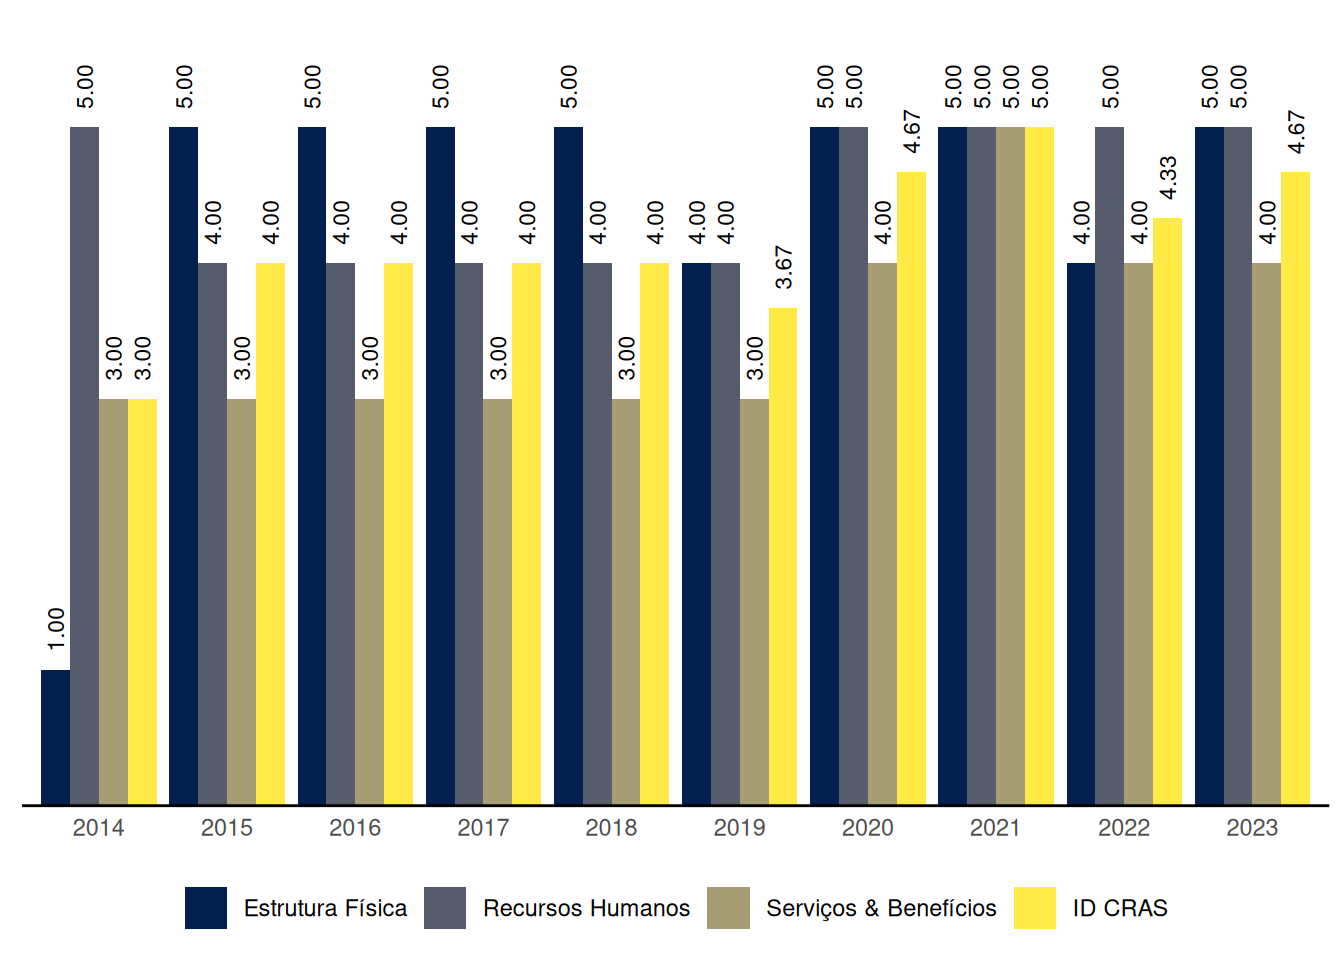 1.00 5.00 3.00 3.00 5.00 4.00 3.00 4.00 5.00 4.00 3.00 4.00 5.00 4.00 3.00 4.00 5.00 4.00 3.00 4.00 4.00 4.00 3.00 3.67 5.00 5.00 4.00 4.67 5.00 5.00 5.00 5.00 4.00 5.00 4.00 4.33 5.00 5.00 4.00 4.67
2014 2015 2016 2017 2018 2019 2020 2021 2022 2023
Estrutura Física Recursos Humanos Serviços & Benefícios ID CRAS